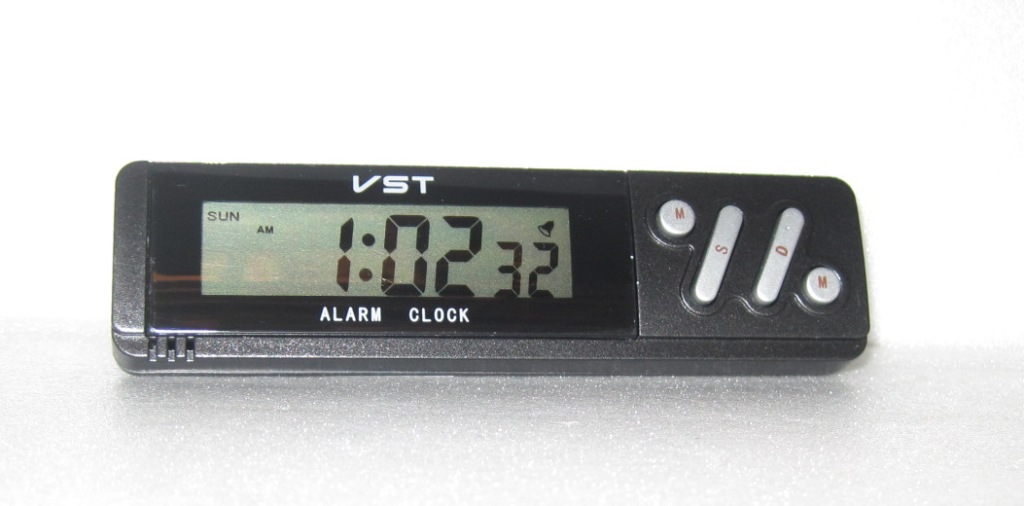 VST
SUN
AM
1:02 32
ALARM CLOCK
M
S
D
M